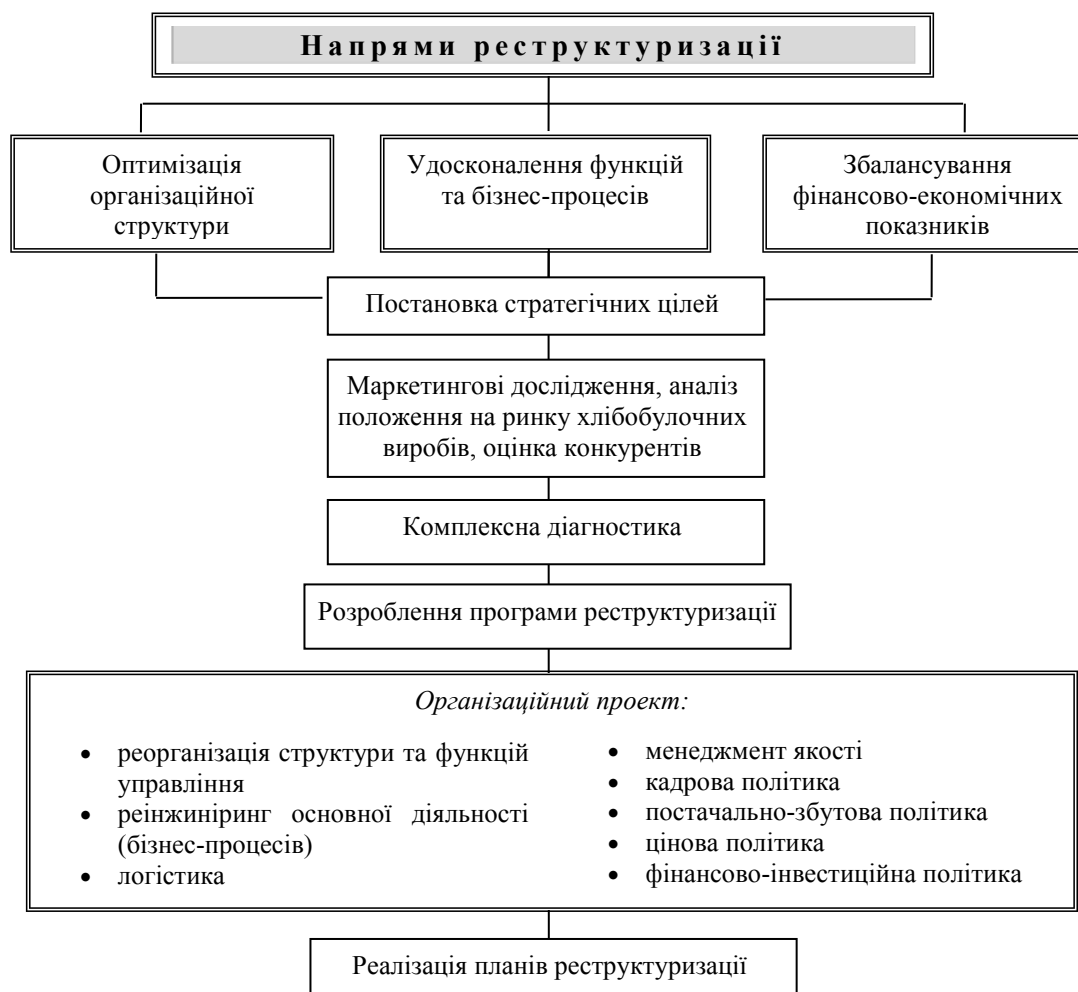 Напрями реструктуризації
Оптимізація
організаційної
структури
Удосконалення функцій
та бізнес-процесів
Збалансування
фінансово-економічних
показників
Постановка стратегічних цілей
Маркетингові дослідження, аналіз
положення на ринку хлібобулочних
виробів, оцінка конкурентів
Комплексна діагностика
Розроблення програми реструктуризації
Організаційний проект:
• реорганізація структури та функцій
управління
• реінжиніринг основної діяльності
(бізнес-процесів)
• логістика
• менеджмент якості
• кадрова політика
• постачально-збутова політика
• цінова політика
• фінансово-інвестиційна політика
Реалізація планів реструктуризації